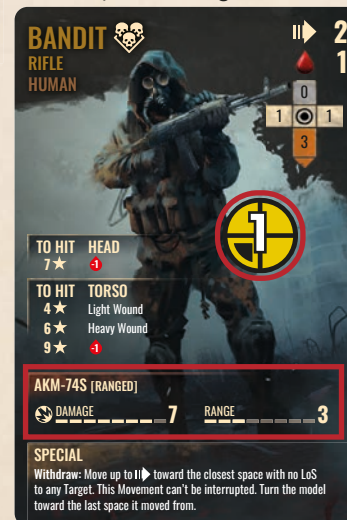 BANDIT
2
RIFLE
1
HUMAN
0
1 1
3
1
TO HIT HEAD
7★ -1
TO HIT TORSO
4★ Light Wound
6★ Heavy Wound
9★ -1
AKM-74S [RANGED]
DAMAGE 7 RANGE 3
SPECIAL
Withdraw: Move up to toward the closest space with no LoS
to any Target. This Movement can't be interrupted. Turn the model
toward the last space it moved from.